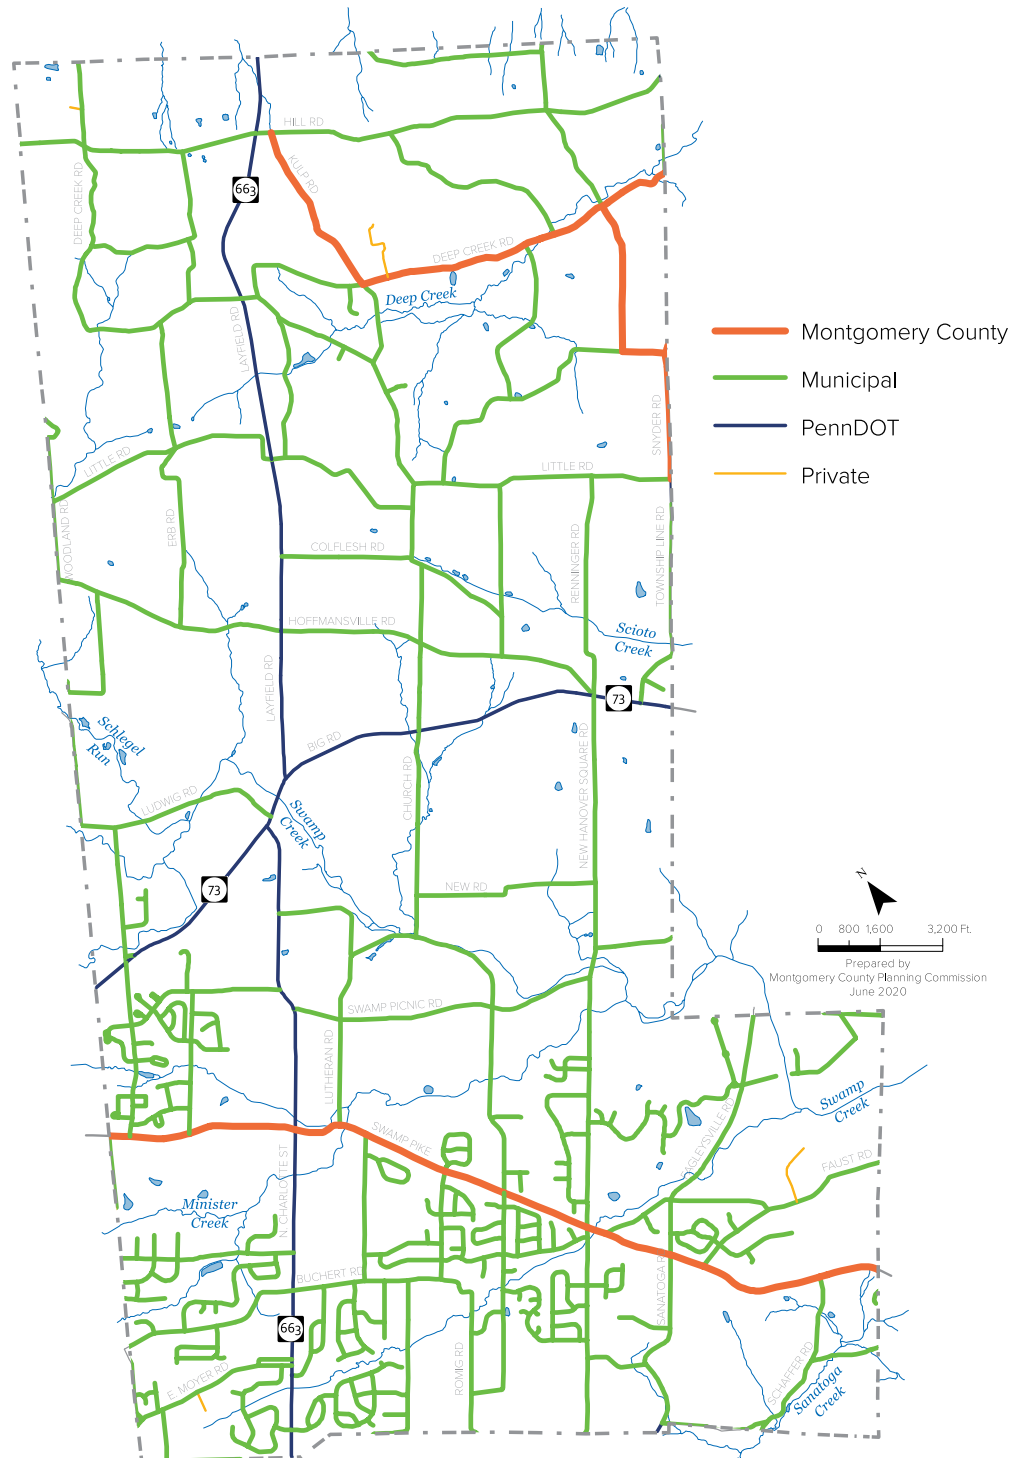 HILL RD
KULP RD
663
DEEP CREEK RD
DEEP CREEK RD
Deep Creek
LAYFIELD RD
Montgomery County
Municipal
PennDOT
Private
SNYDER RD
LITTLE RD
LITTLE RD
WOODLAND RD
ERB RD
COLFLESH RD
RENNINGER RD
TOWNSHIP LINE RD
HOFFMANSVILLE RD
Scioto
Creek
LAYFIELD RD
73
Schlegel
Run
BIG RD
NEW HANOVER SQUARE RD
CHURCH RD
LUDWIG RD
Swamp
Creek
73
NEW RD
N
0 800 1,600 3,200 Ft.
Prepared by
Montgomery County Planning Commission
June 2020
SWAMP PICNIC RD
LUTHERAN RD
Swamp
Creek
EAGLEYSVILLE RD
SWAMP PIKE
FAUST RD
N. CHARLOTTE ST
Minister
Creek
BUCHERT RD
SANATOGA RD
663
ROMIG RD
SCHAFFER RD
E. MOYER RD
Sanatoga
Creek